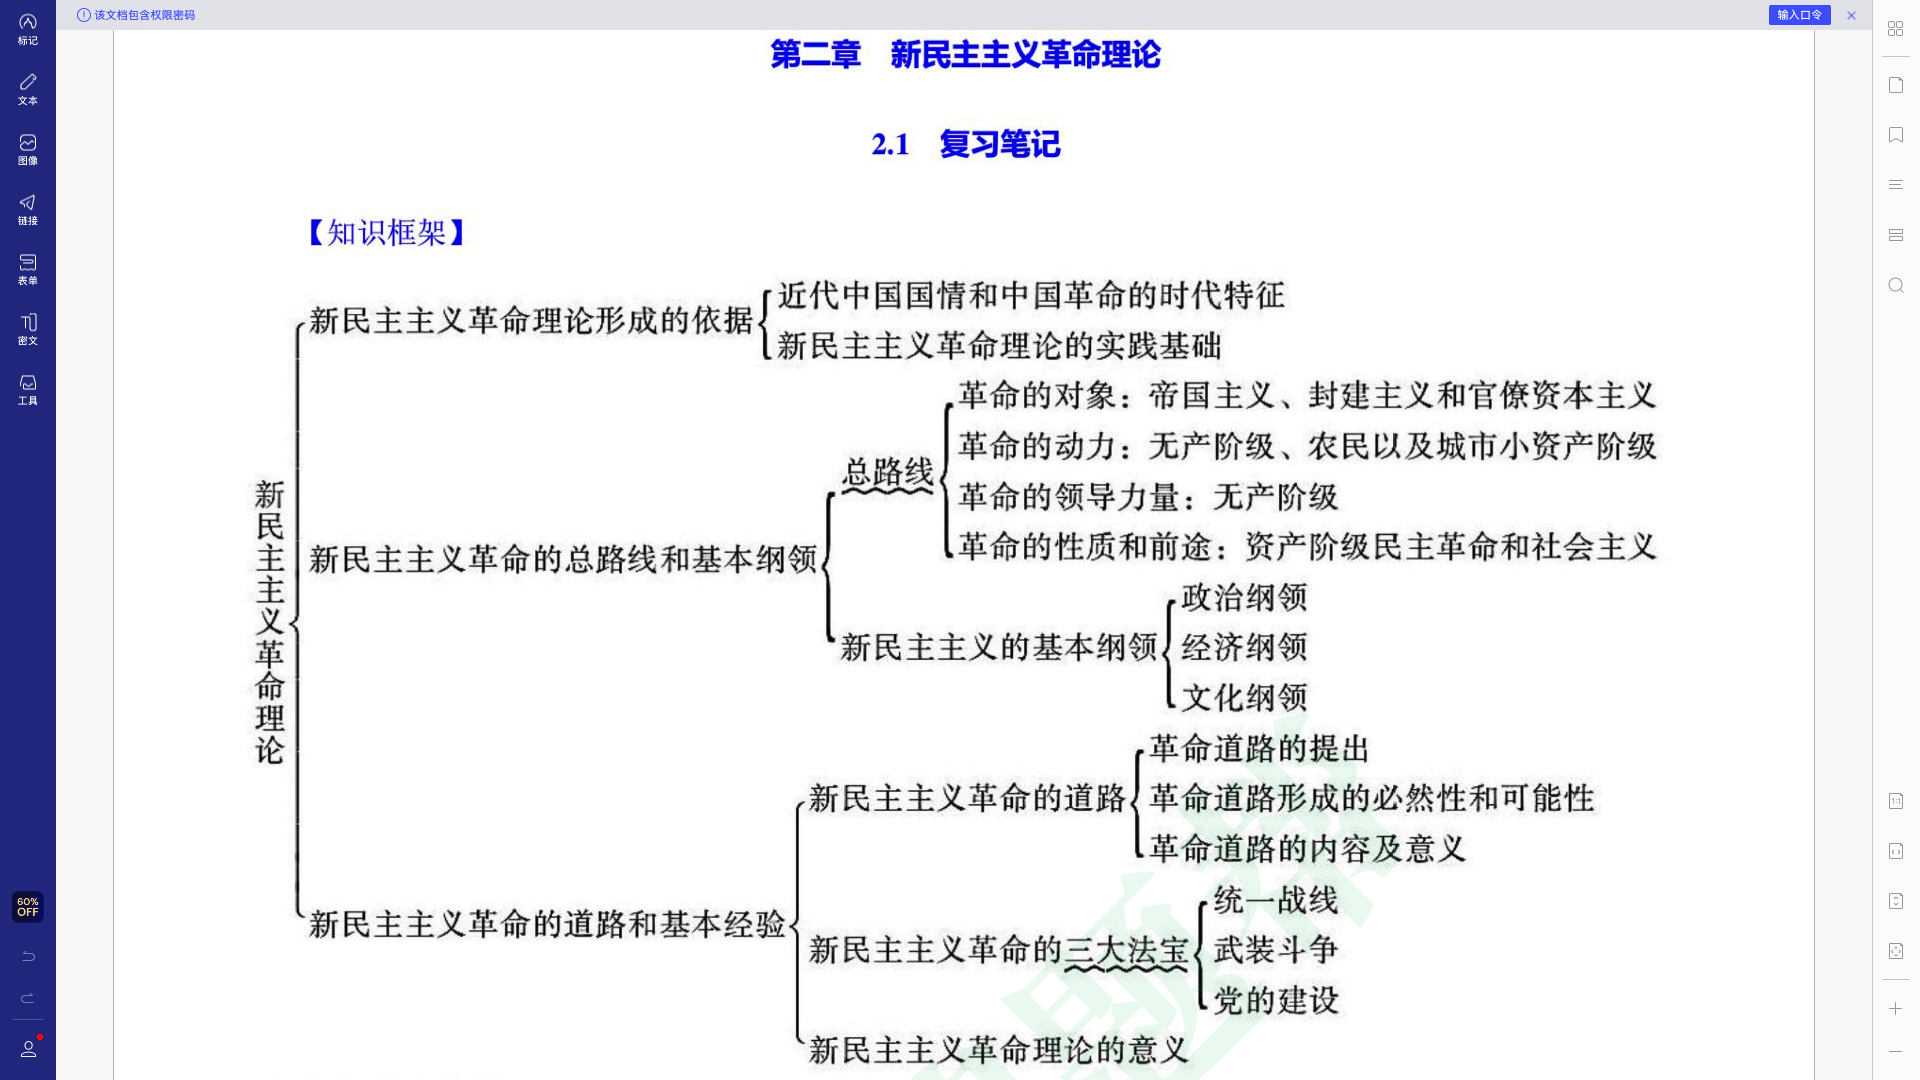 该文档包含权限密码
输入口令
标记
文本
图像
链接
表单
密文
工具
60%
OFF
第二章 新民主主义革命理论
2.1 复习笔记
【知识框架】
新民主主义革命理论
新民主主义革命理论形成的依据
近代中国国情和中国革命的时代特征
新民主主义革命理论的实践基础
新民主主义革命的总路线和基本纲领
总路线
革命的对象：帝国主义、封建主义和官僚资本主义
革命的动力：无产阶级、农民以及城市小资产阶级
革命的领导力量：无产阶级
革命的性质和前途：资产阶级民主革命和社会主义
新民主主义的基本纲领
政治纲领
经济纲领
文化纲领
新民主主义革命的道路和基本经验
新民主主义革命的道路
革命道路的提出
革命道路形成的必然性和可能性
革命道路的内容及意义
新民主主义革命的三大法宝
统一战线
武装斗争
党的建设
新民主主义革命理论的意义
1:1